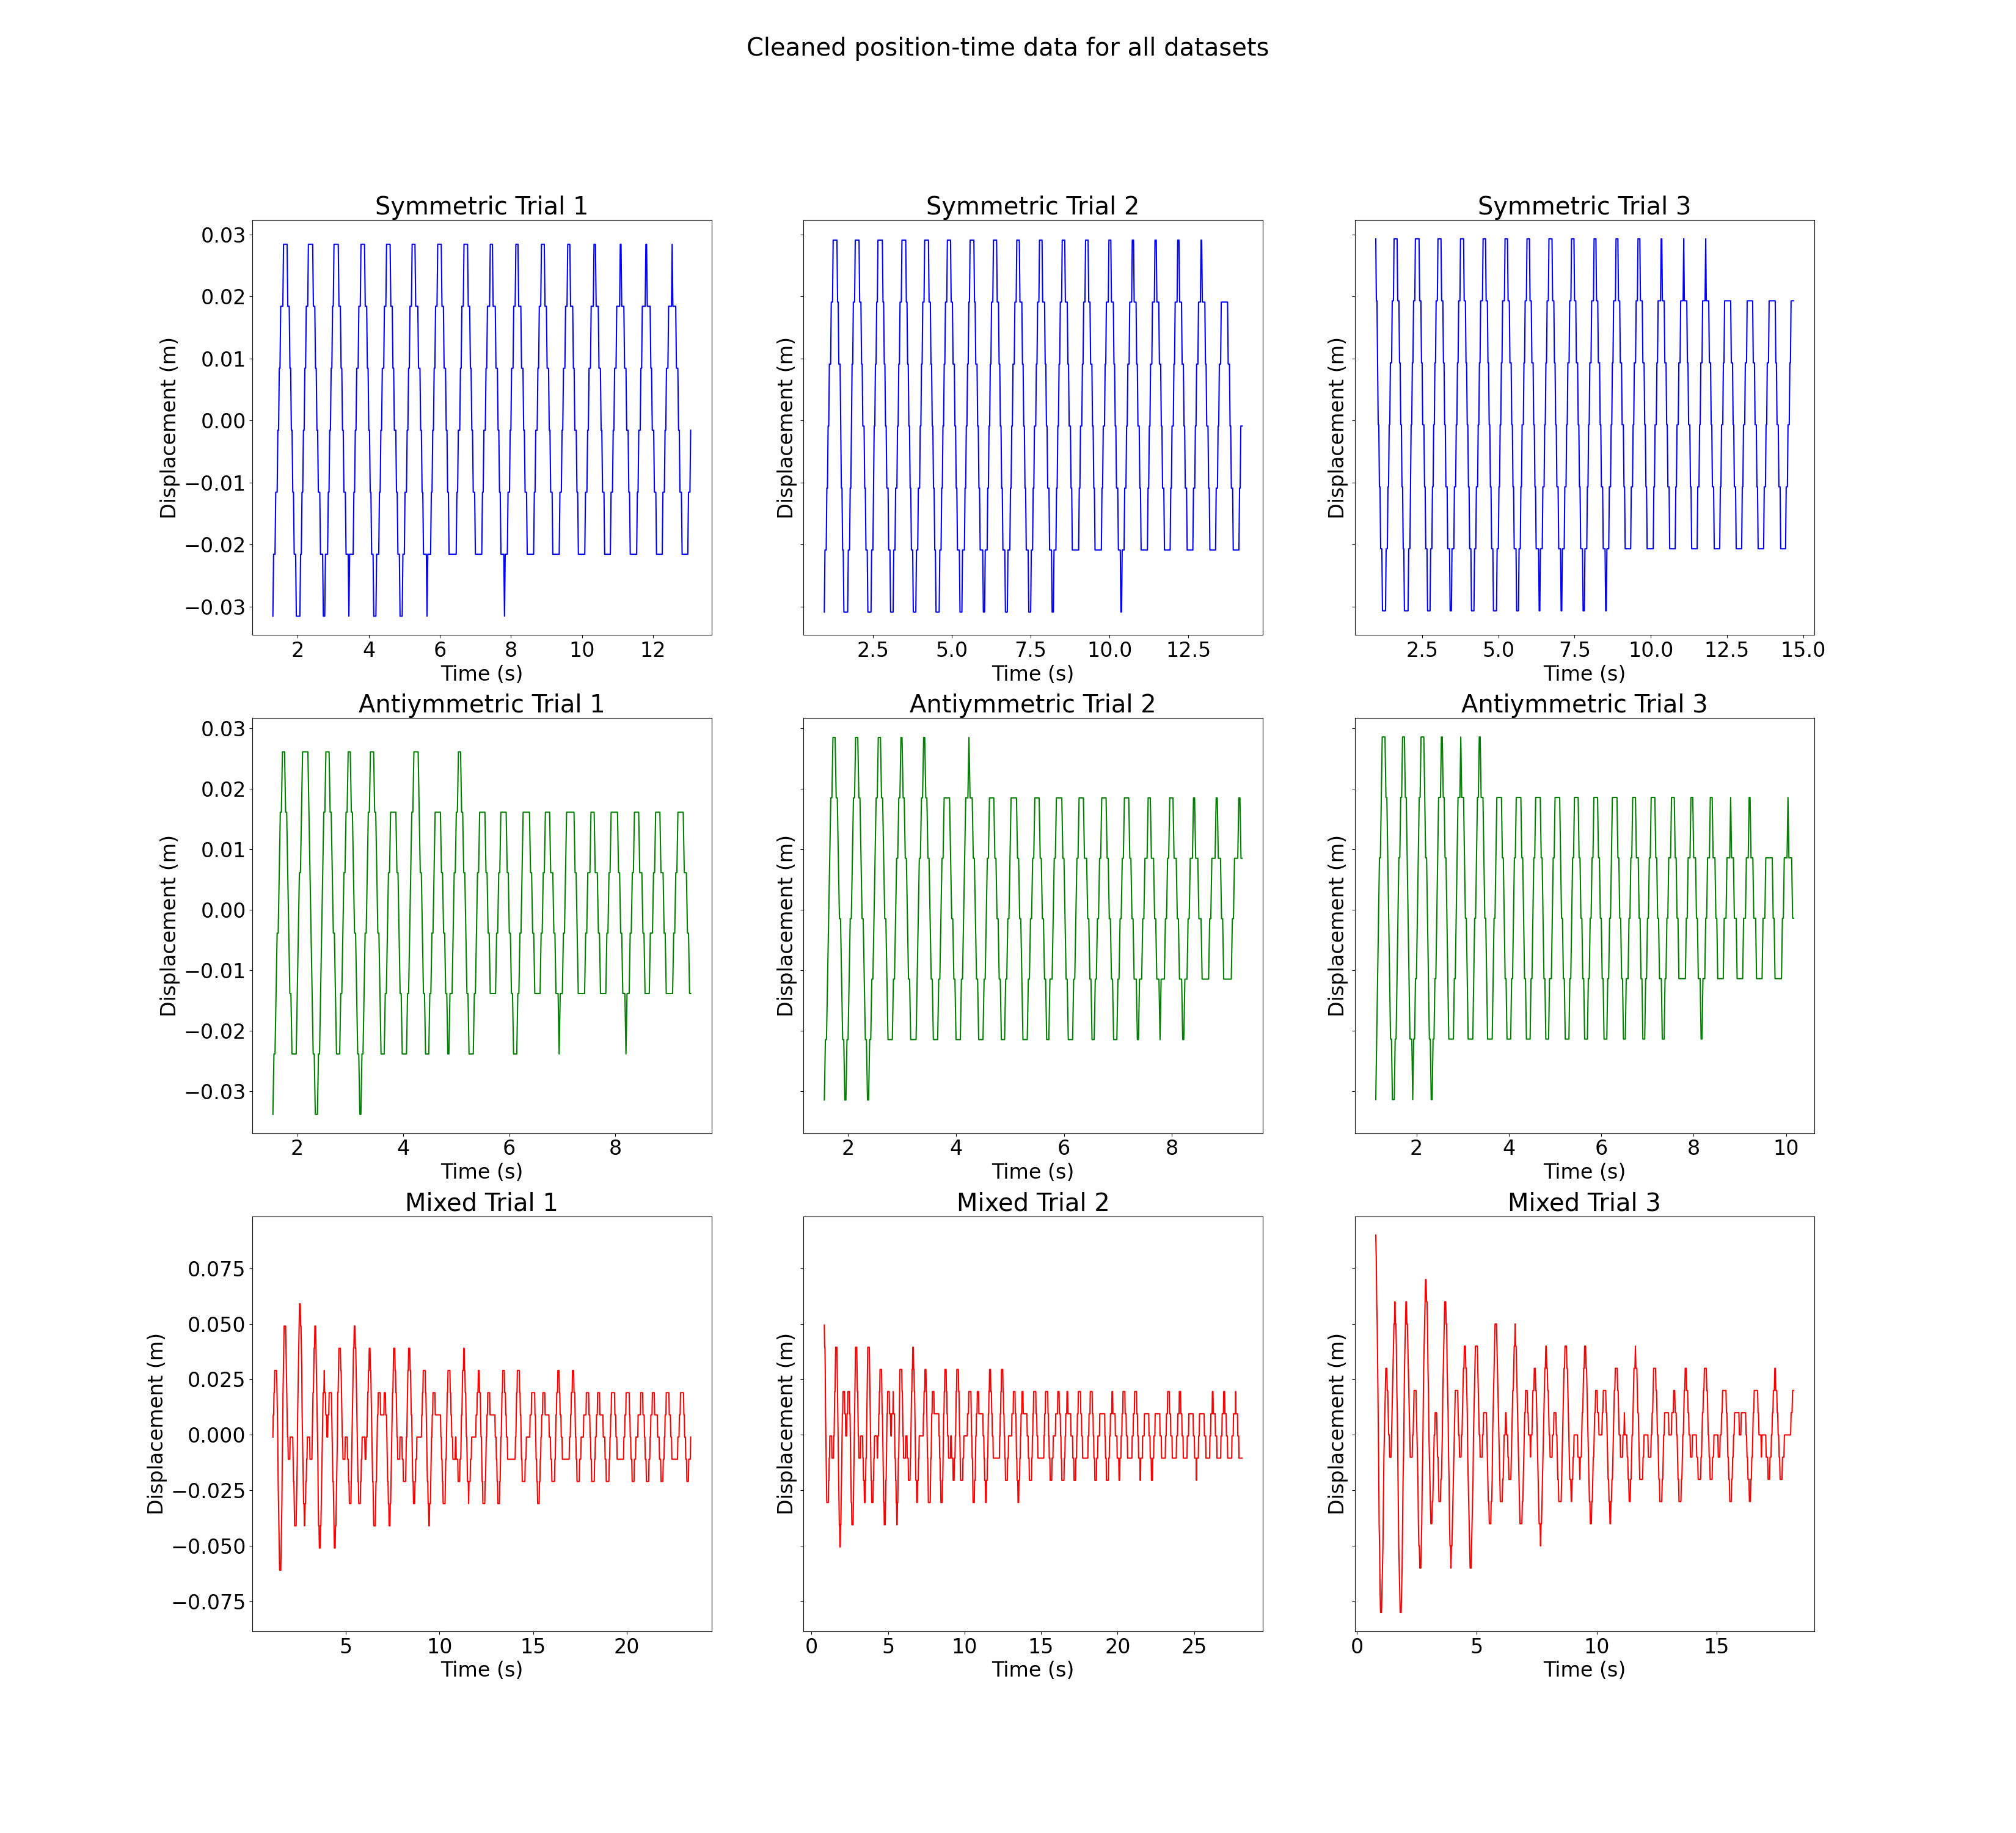 Cleaned position-time data for all datasets
Symmetric Trial 1
Symmetric Trial 2
Symmetric Trial 3
Displacement (m)
0.03
0.02
0.01
0.00
−0.01
−0.02
−0.03
2 4 6 8 10 12
Time (s)
Displacement (m)
2.5 5.0 7.5 10.0 12.5
Time (s)
Displacement (m)
2.5 5.0 7.5 10.0 12.5 15.0
Time (s)
Antiymmetric Trial 1
Antiymmetric Trial 2
Antiymmetric Trial 3
Displacement (m)
0.03
0.02
0.01
0.00
−0.01
−0.02
−0.03
2 4 6 8
Time (s)
Displacement (m)
2 4 6 8
Time (s)
Displacement (m)
2 4 6 8 10
Time (s)
Mixed Trial 1
Mixed Trial 2
Mixed Trial 3
Displacement (m)
0.075
0.050
0.025
0.000
−0.025
−0.050
−0.075
5 10 15 20
Time (s)
Displacement (m)
0 5 10 15 20 25
Time (s)
Displacement (m)
0 5 10 15
Time (s)